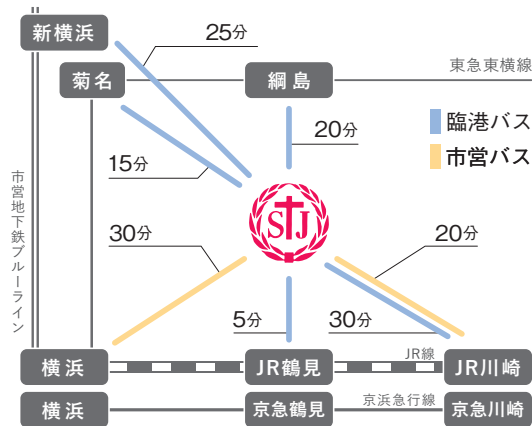 新横浜
25分
東急東横線
菊名
綱島
臨港バス
市営バス
20分
15分
市営地下鉄ブルーライン
STJ
30分
20分
5分
30分
JR線
横浜
JR鶴見
JR川崎
京浜急行線
横浜
京急鶴見
京急川崎